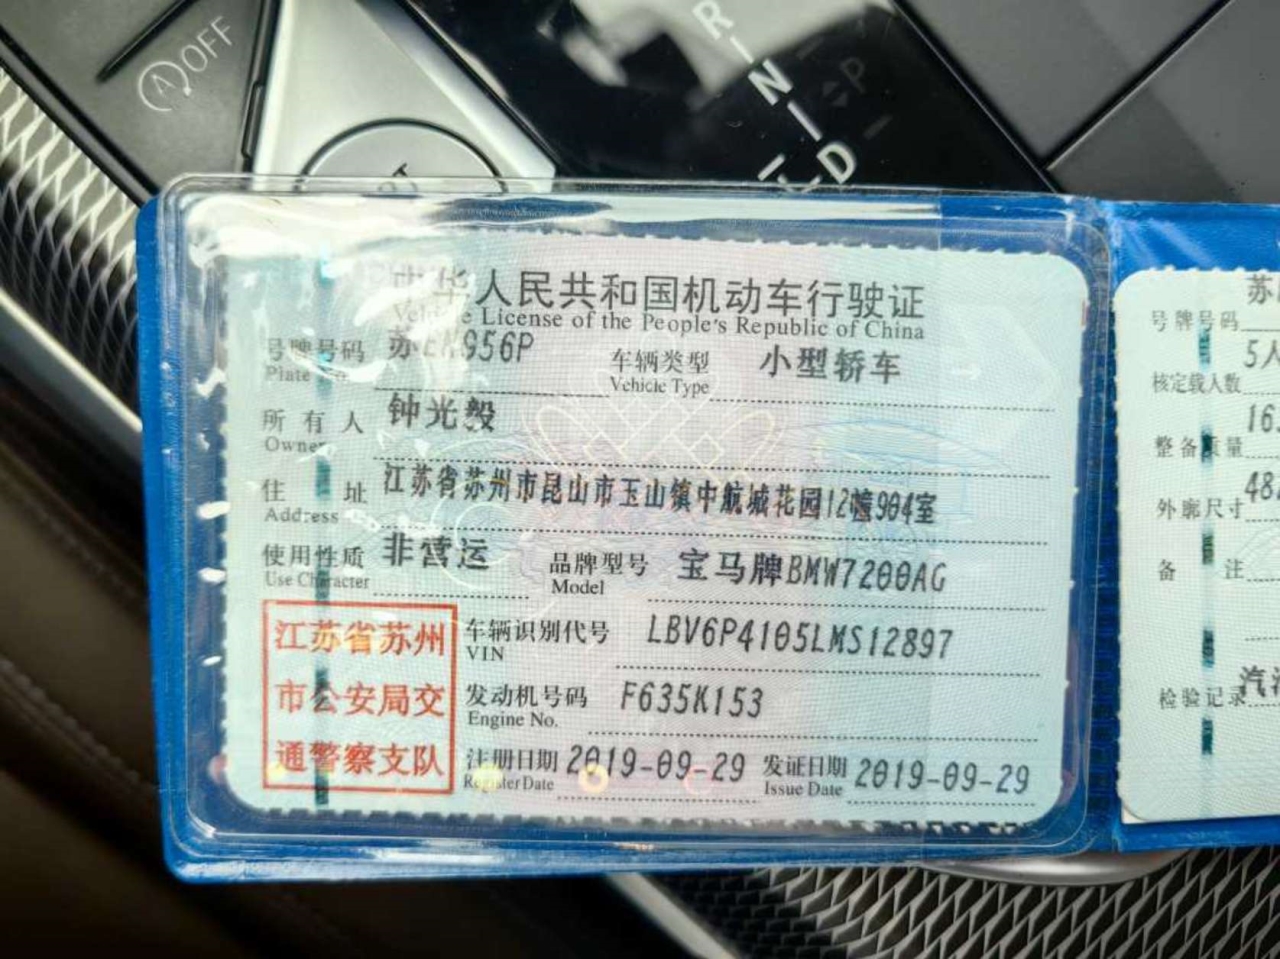 OFF
R
N
D
P
中华人民共和国机动车行驶证
Vehicle License of the People's Republic of China
号牌号码 956P 车辆类型 小型轿车
Plate No. Vehicle Type
所有人 钟光毅
Owner
住址 江苏省苏州市昆山市玉山镇中航城花园12幢904室
Address
使用性质 非营运 品牌型号 宝马牌BMW7200AG
Use Character Model
江苏省苏州
市公安局交
通警察支队
车辆识别代号 LBV6P4105LMS12897
VIN
发动机号码 F635K153
Engine No.
注册日期 2019-09-29 发证日期 2019-09-29
Register Date Issue Date
号牌号码 苏
核定载人数 5人
整备质量 16
外廓尺寸 48
备注
检验记录